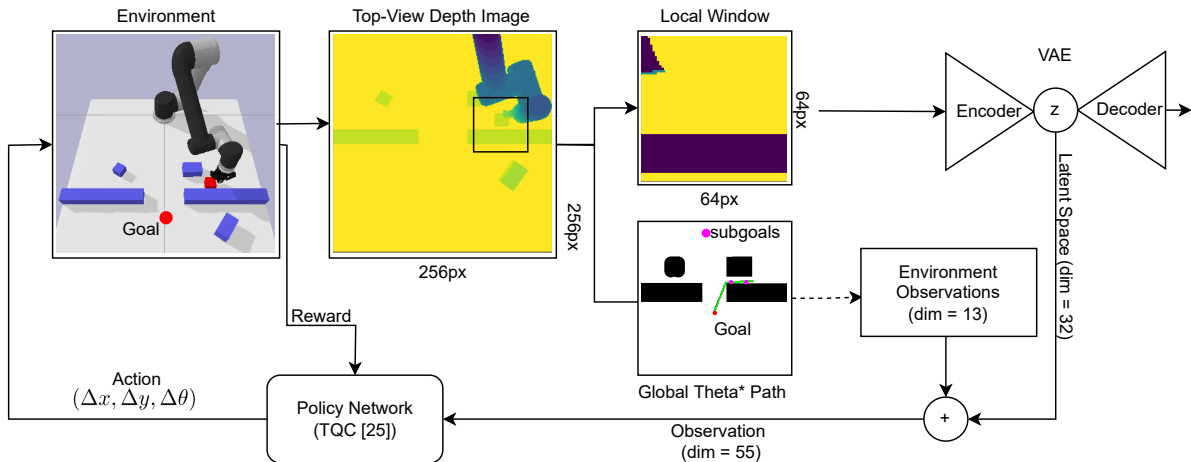 Environment
Top-View Depth Image
Local Window
VAE
64px
Encoder
z
Decoder
Goal
256px
64px
256px
subgoals
Goal
Global Theta* Path
Environment
Observations
(dim = 13)
Latent Space (dim = 32)
Reward
Action
(Δx, Δy, Δθ)
Policy Network
(TQC [25])
+
Observation
(dim = 55)